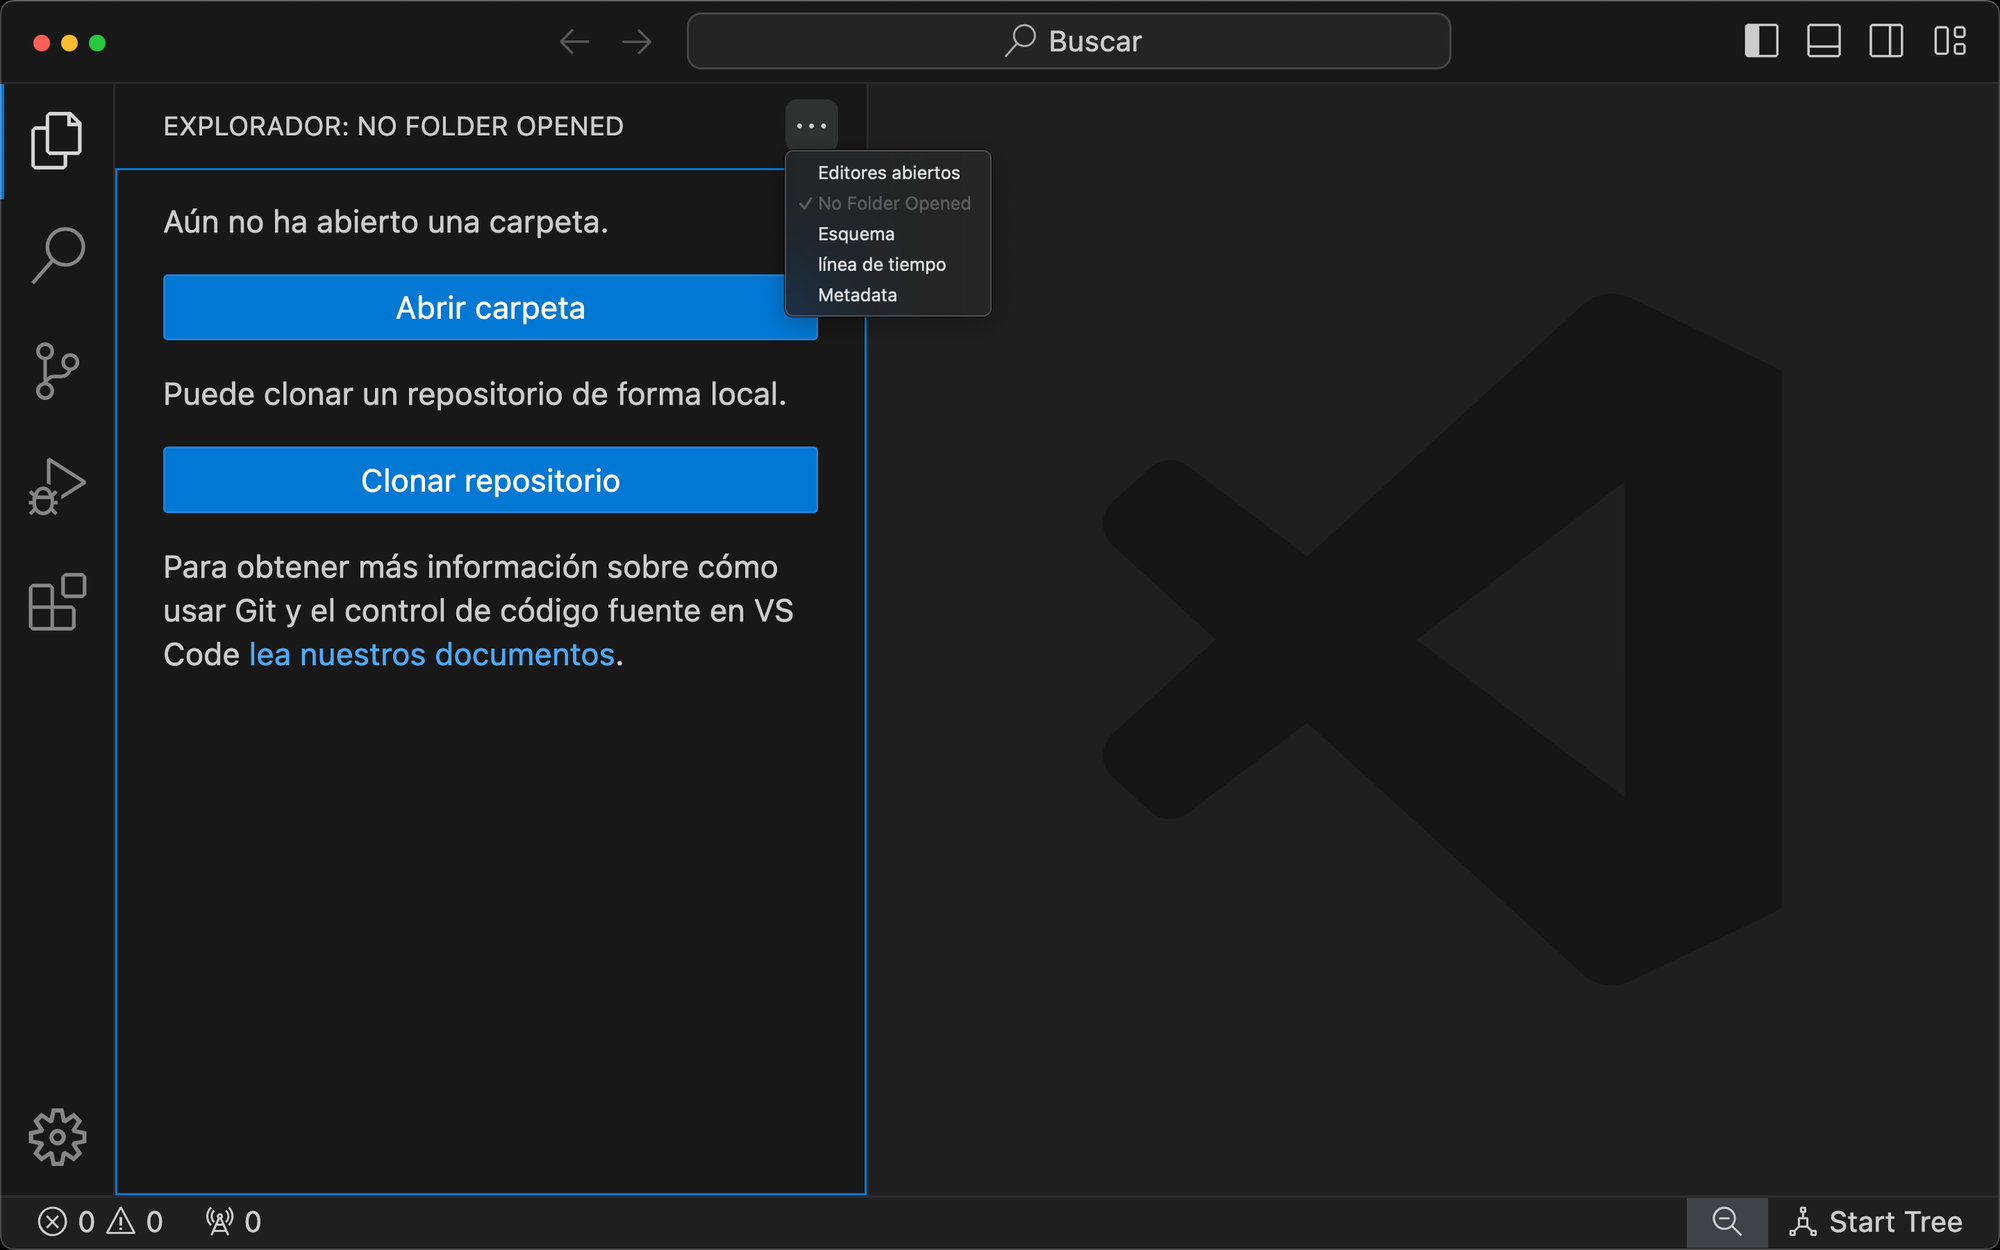 Buscar
EXPLORADOR: NO FOLDER OPENED
Editores abiertos
No Folder Opened
Esquema
línea de tiempo
Metadata
Aún no ha abierto una carpeta.
Abrir carpeta
Puede clonar un repositorio de forma local.
Clonar repositorio
Para obtener más información sobre cómo
usar Git y el control de código fuente en VS
Code lea nuestros documentos.
0 0 0
Start Tree